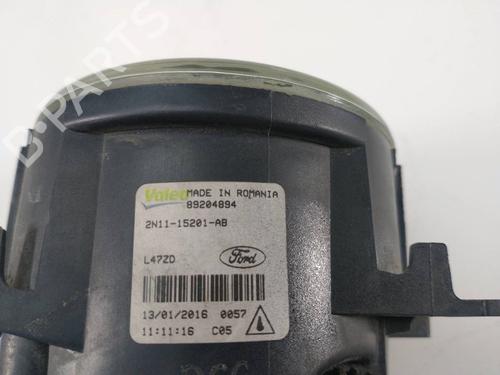 B-PARTS
Valeo MADE IN ROMANIA
89204894
2N11-15201-AB
L47ZD Ford
13/01/2016 0057
11:11:16 C05